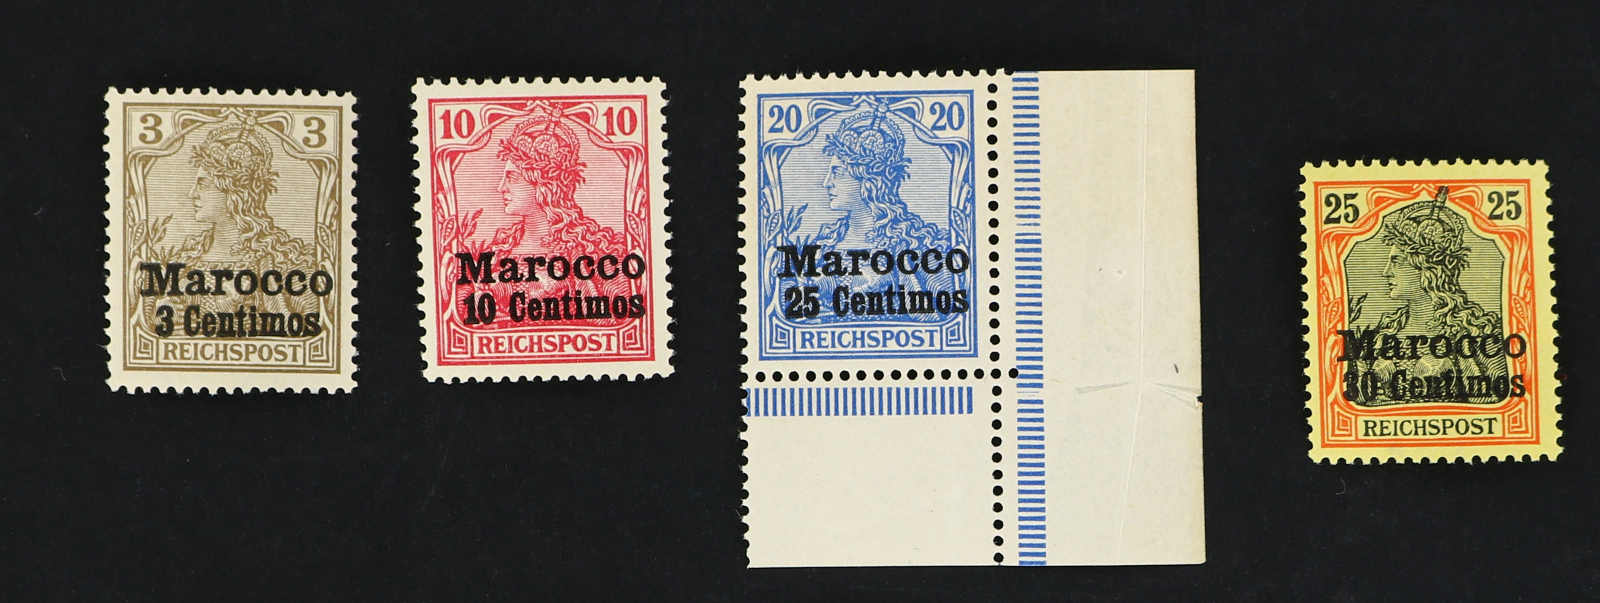 3 3
Marocco
3 Centimos
REICHSPOST
10 10
Marocco
10 Centimos
REICHSPOST
20 20
Marocco
25 Centimos
REICHSPOST
25 25
Marocco
30 Centimos
REICHSPOST